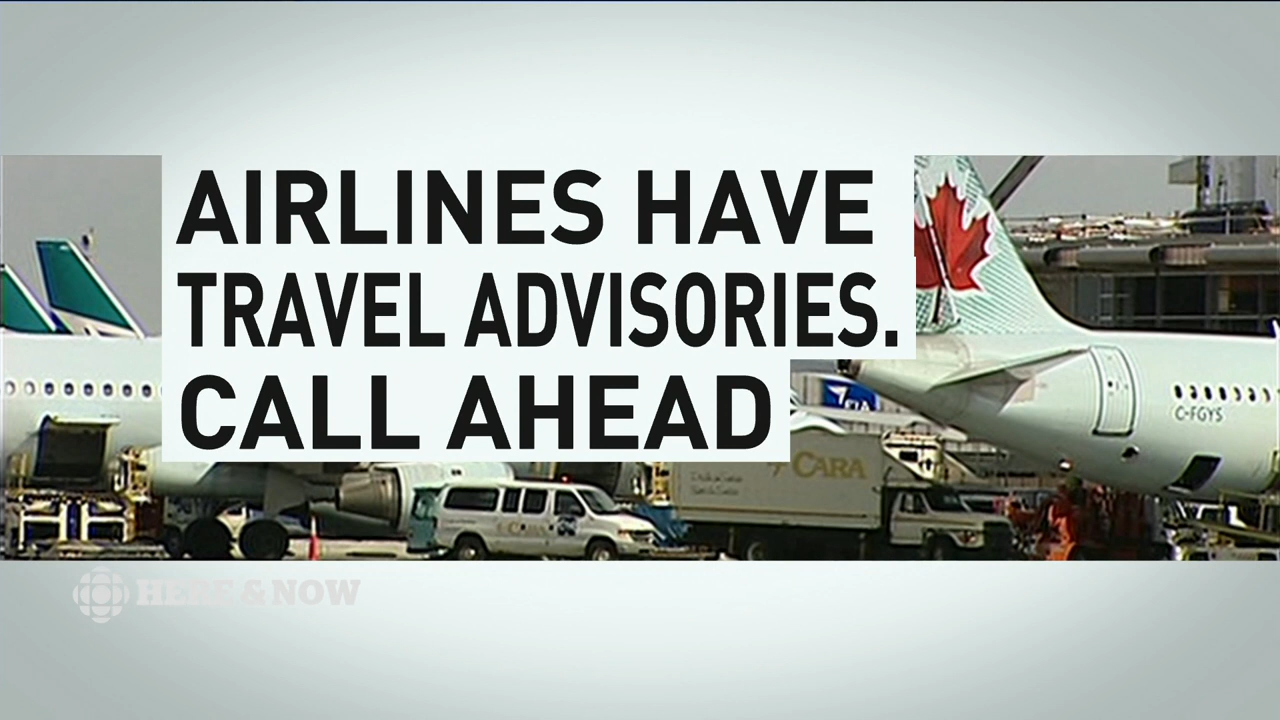 AIRLINES HAVE
TRAVEL ADVISORIES.
CALL AHEAD
C-FGYS
CARA
HERE & NOW